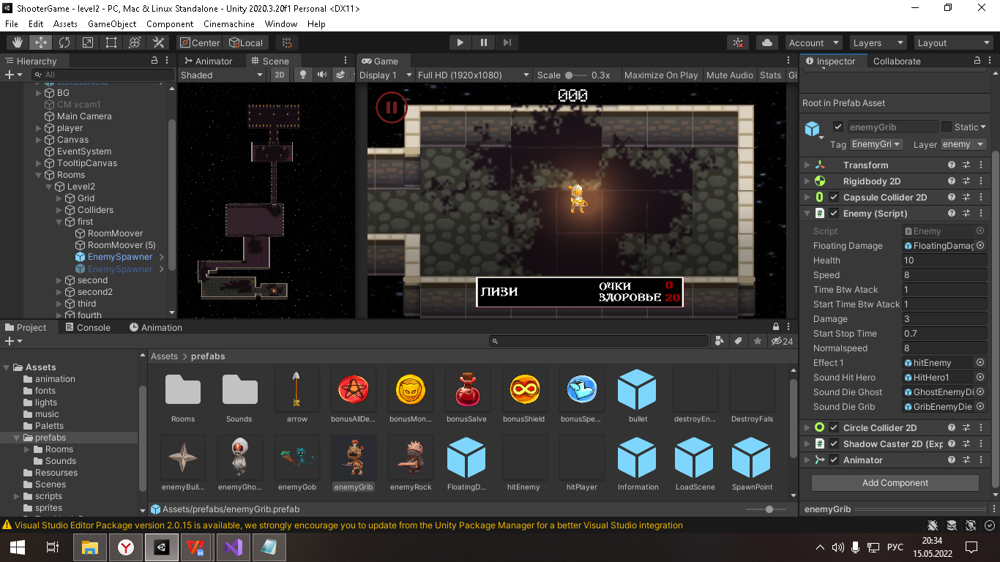 ShooterGame - level2 - PC, Mac & Linux Standalone - Unity 2020.3.20f1 Personal <DX11>
File Edit Assets GameObject Component Cinemachine Window Help
Center Local Account Layers Layout
Hierarchy
Animator Scene
Game
Inspector Collaborate
All
Shaded 2D
Display 1 Full HD (1920x1080) Scale 0.3x Maximize On Play Mute Audio Stats Gi
bonusShield
BG
CM vcam1
Main Camera
player
Canvas
EventSystem
TooltipCanvas
Rooms
Level2
Grid
Colliders
first
RoomMoover
RoomMoover (5)
EnemySpawner
EnemySpawner
second
second2
third
fourth
000
ЛИЗИ
ОЧКИ 0
ЗДОРОВЬЕ 20
Root in Prefab Asset
enemyGrib Static
Tag EnemyGri Layer enemy
Transform
Rigidbody 2D
Capsule Collider 2D
Enemy (Script)
Script Enemy
Floating Damage FloatingDamag
Health 10
Speed 8
Time Btw Atack 1
Start Time Btw Atack 1
Damage 3
Start Stop Time 0.7
Normalspeed 8
Effect 1 hitEnemy
Sound Hit Hero HitHero1
Sound Die Ghost GhostEnemyDi
Sound Die Grib GribEnemyDie
Circle Collider 2D
Shadow Caster 2D (Exp
Animator
Add Component
enemyGrib
Project Console Animation
24
Assets
animation
fonts
lights
music
Paletts
prefabs
Rooms
Sounds
Resourses
Scenes
scripts
sprites
Assets prefabs
Rooms Sounds arrow bonusAllDe... bonusMon... bonusSalve bonusShield bonusSpe... bullet destroyEn... DestroyFals
enemyBull... enemyGho... enemyGob enemyGrib enemyRock FloatingD... hitEnemy hitPlayer Information LoadScene SpawnPoint
Assets/prefabs/enemyGrib.prefab
Visual Studio Editor Package version 2.0.15 is available, we strongly encourage you to update from the Unity Package Manager for a better Visual Studio integration
РУС
20:34
15.05.2022